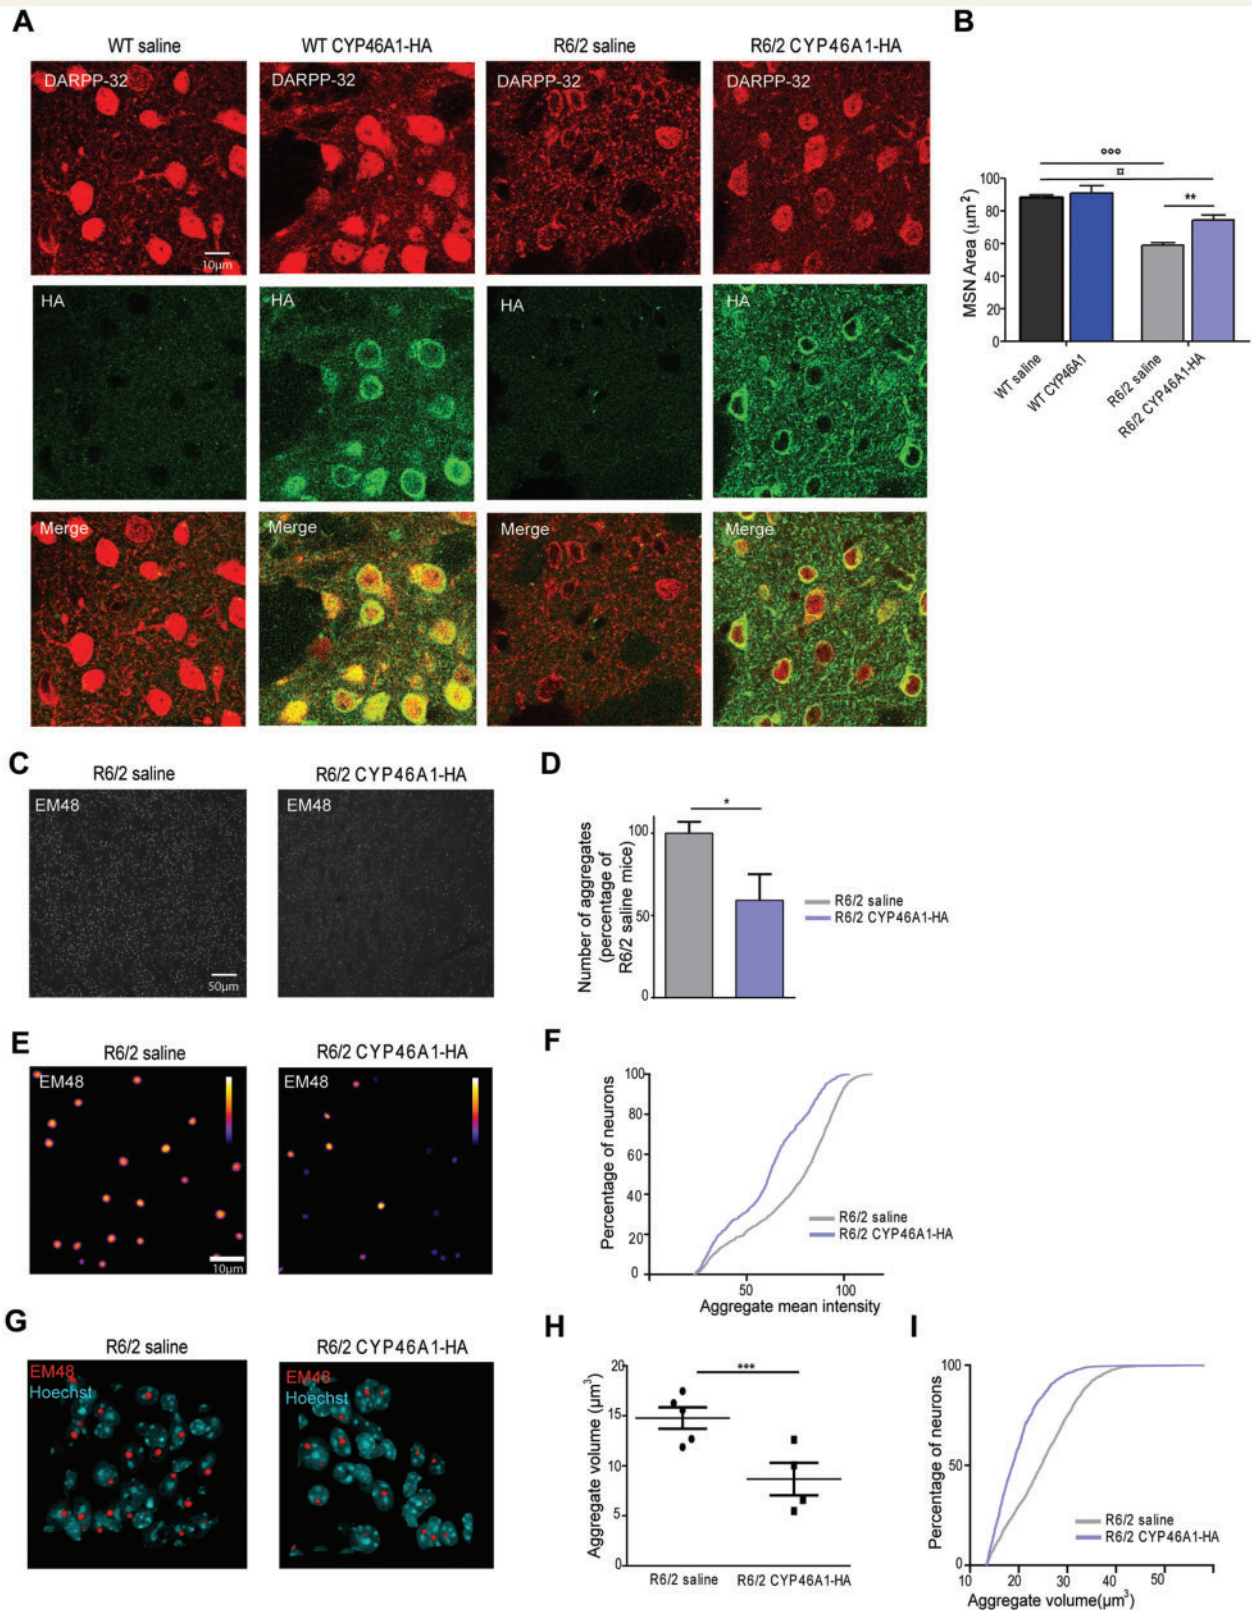 A
WT saline
WT CYP46A1-HA
R6/2 saline
R6/2 CYP46A1-HA
DARPP-32
DARPP-32
DARPP-32
DARPP-32
10μm
HA
HA
HA
HA
Merge
Merge
Merge
Merge
B
°°°
¤
**
100
80
60
40
20
0
MSN Area (μm²)
WT saline
WT CYP46A1
R6/2 saline
R6/2 CYP46A1-HA
C
R6/2 saline
R6/2 CYP46A1-HA
EM48
EM48
50μm
D
*
100
50
0
Number of aggregates
(percentage of
R6/2 saline mice)
R6/2 saline
R6/2 CYP46A1-HA
E
R6/2 saline
R6/2 CYP46A1-HA
EM48
EM48
10μm
F
100
80
60
40
20
0
Percentage of neurons
R6/2 saline
R6/2 CYP46A1-HA
50
100
Aggregate mean intensity
G
R6/2 saline
R6/2 CYP46A1-HA
EM48
Hoechst
EM48
Hoechst
H
***
20
15
10
5
0
Aggregate volume (μm³)
R6/2 saline
R6/2 CYP46A1-HA
I
100
50
0
Percentage of neurons
R6/2 saline
R6/2 CYP46A1-HA
10
20
30
40
50
Aggregate volume(μm³)